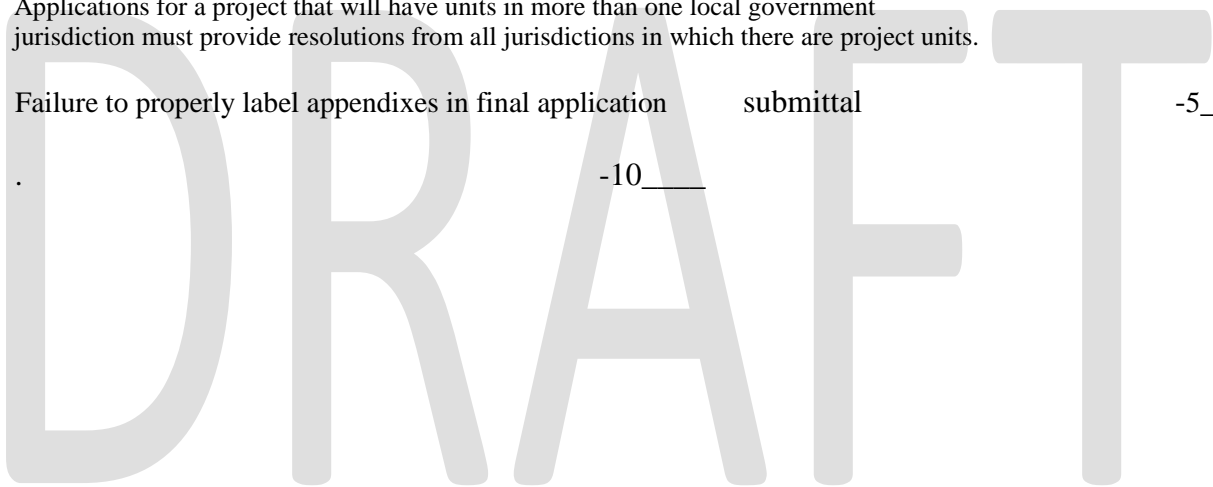 Applications for a project that will have units in more than one local government
jurisdiction must provide resolutions from all jurisdictions in which there are project units.
Failure to properly label appendixes in final application submittal -5_
. -10____
DRAFT